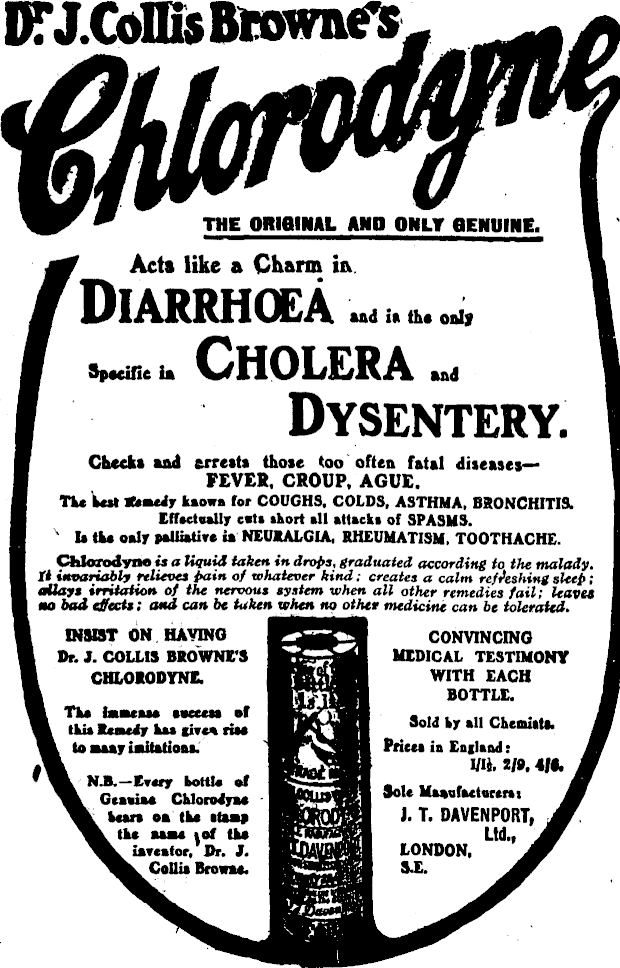 Dr. J. Collis Browne's
Chlorodyne
THE ORIGINAL AND ONLY GENUINE.
Acts like a Charm in
DIARRHŒA and is the only
Specific in CHOLERA and
DYSENTERY.
Checks and arrests those too often fatal diseases—
FEVER, CROUP, AGUE.
The best Remedy known for COUGHS, COLDS, ASTHMA, BRONCHITIS.
Effectually cuts short all attacks of SPASMS.
Is the only palliative in NEURALGIA, RHEUMATISM, TOOTHACHE.
Chlorodyne is a liquid taken in drops, graduated according to the malady.
It invariably relieves pain of whatever kind; creates a calm refreshing sleep;
allays irritation of the nervous system when all other remedies fail; leaves
no bad effects; and can be taken when no other medicine can be tolerated.
INSIST ON HAVING
Dr. J. COLLIS BROWNE'S
CHLORODYNE.
The immense success of
this Remedy has given rise
to many imitations.
N.B.—Every bottle of
Genuine Chlorodyne
bears on the stamp
the name of the
inventor, Dr. J.
Collis Browne.
CONVINCING
MEDICAL TESTIMONY
WITH EACH
BOTTLE.
Sold by all Chemists.
Prices in England:
1/1½, 2/9, 4/6.
Sole Manufacturers:
J. T. DAVENPORT,
Ltd.,
LONDON,
S.E.